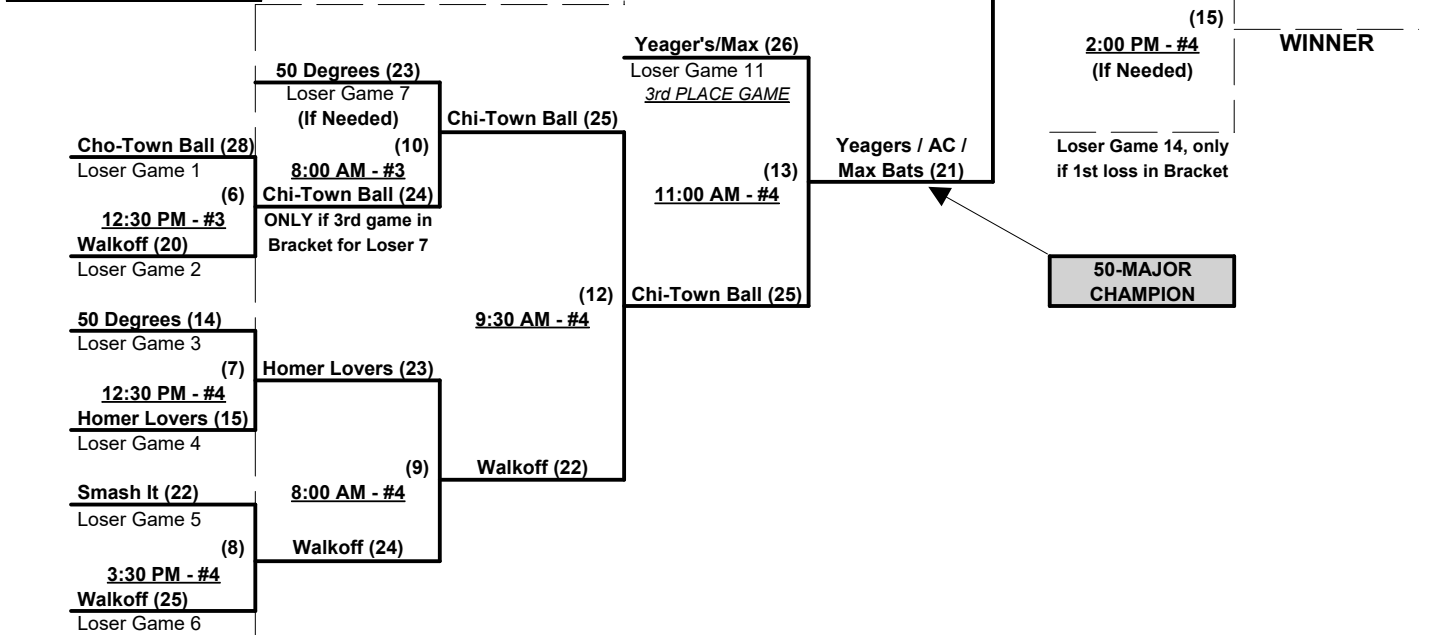 (15)
2:00 PM - #4
(If Needed)
WINNER
Loser Game 14, only
if 1st loss in Bracket
Yeager's/Max (26)
Loser Game 11
3rd PLACE GAME
(13)
11:00 AM - #4
Yeagers / AC /
Max Bats (21)
50-MAJOR
CHAMPION
50 Degrees (23)
Loser Game 7
(If Needed)
(10)
8:00 AM - #3
Chi-Town Ball (25)
Cho-Town Ball (28)
Loser Game 1
(6)
12:30 PM - #3
Walkoff (20)
Loser Game 2
Chi-Town Ball (24)
ONLY if 3rd game in
Bracket for Loser 7
(12)
9:30 AM - #4
Chi-Town Ball (25)
50 Degrees (14)
Loser Game 3
(7)
12:30 PM - #4
Homer Lovers (15)
Loser Game 4
Homer Lovers (23)
(9)
8:00 AM - #4
Walkoff (22)
Smash It (22)
Loser Game 5
(8)
3:30 PM - #4
Walkoff (25)
Loser Game 6
Walkoff (24)